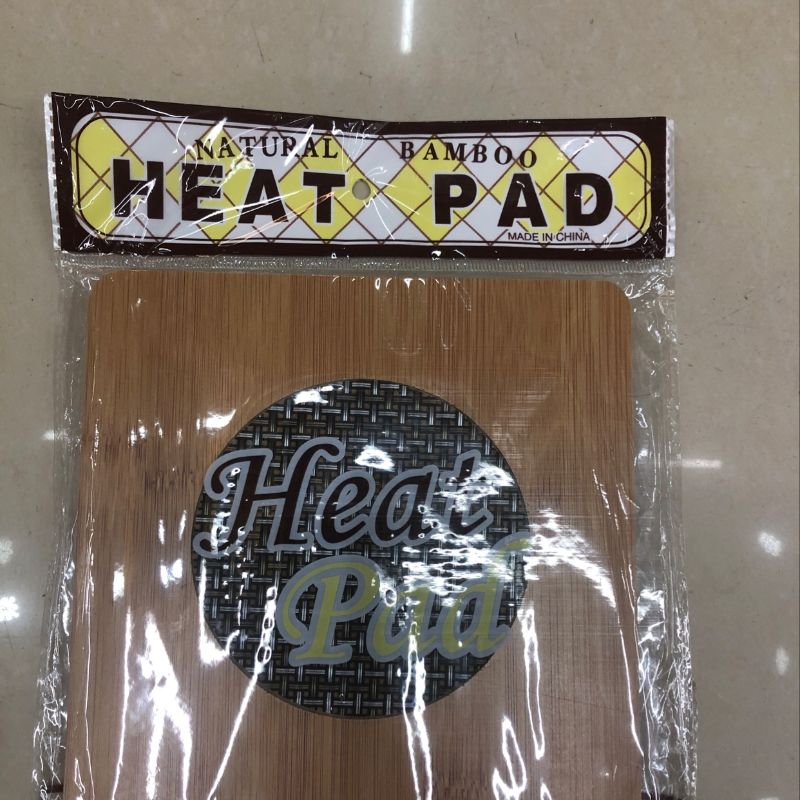 NATURAL BAMBOO
HEAT PAD
MADE IN CHINA
Heat
Pad